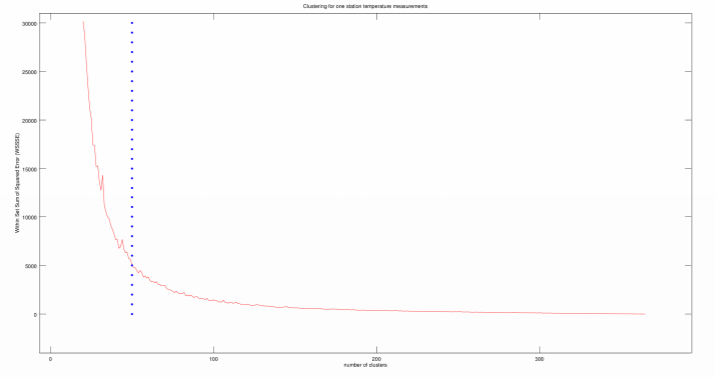 Clustering for one station temperature measurements
30000
25000
20000
15000
10000
5000
0
Within Set Sum of Squared Error (WSSSE)
0 100 200 300
number of clusters